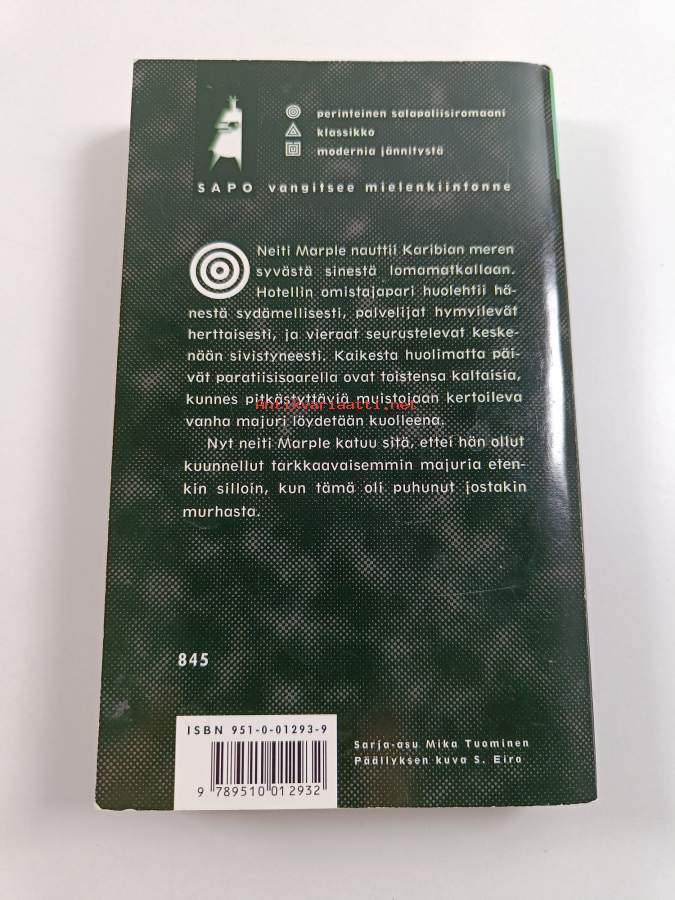 perinteinen salapoliisiromaani
klassikko
modernia jännitystä
SAPO vangitsee mielenkiintonne
Neiti Marple nauttii Karibian meren
syvästä sinestä lomamatkallaan.
Hotellin omistajapari huolehtii hä-
nestä sydämellisesti, palvelijat hymyilevät
herttaisesti, ja vieraat seurustelevat keske-
nään sivistyneesti. Kaikesta huolimatta päi-
vät paratiisisaarella ovat toistensa kaltaisia,
kunnes pitkästyttäviä muistojaan kertoileva
Antikvariaatti.net
vanha majuri löydetään kuolleena.
Nyt neiti Marple katuu sitä, ettei hän ollut
kuunnellut tarkkaavaisemmin majuria eten-
kin silloin, kun tämä oli puhunut jostakin
murhasta.
845
ISBN 951-0-01293-9
9 789510 012932
Sarja-asu Mika Tuominen
Päällyksen kuva S. Eiro